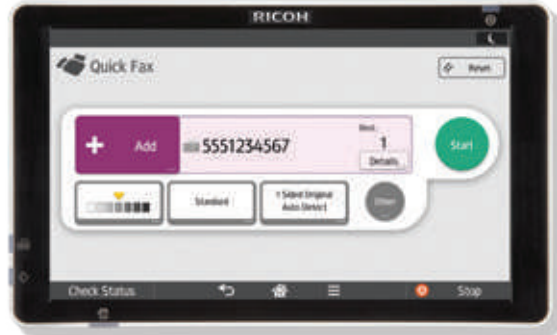 RICOH
Quick Fax
Reset
Add
5551234567
Dest.
1
Details
Start
Standard
1 Sided Original
Auto Detect
Other
Check Status
Stop